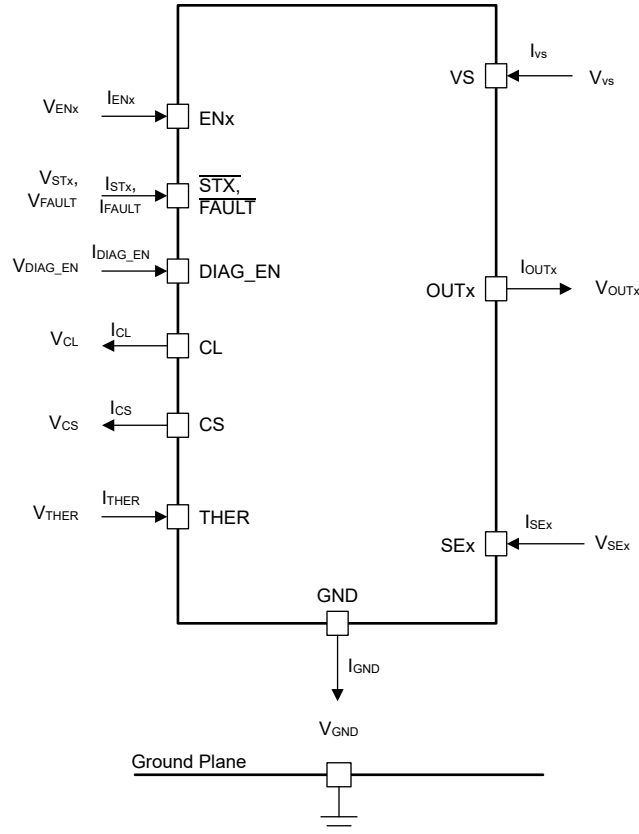 Ivs
VS
Vvs
VENx
IENx
ENx
VSTx,
VFAULT
ISTx,
IFAULT
STX,
FAULT
VDIAG_EN
IDIAG_EN
DIAG_EN
IOUTx
OUTx
VOUTx
VCL
ICL
CL
VCS
ICS
CS
VTHER
ITHER
THER
ISEx
SEx
VSEx
GND
IGND
VGND
Ground Plane